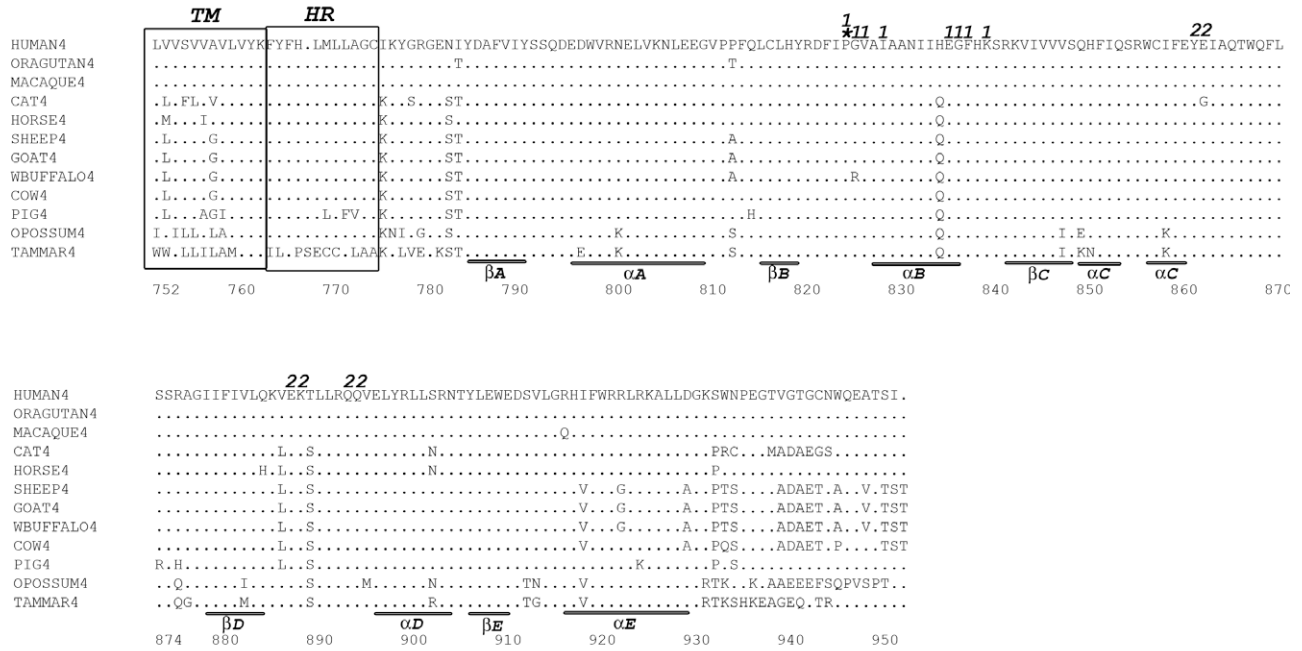 TM HR
1
*11 1 111 1 22
HUMAN4 LVVSVVAVLVYKFYFH.LMLLAGCIKYGRGENIYDAFVIYSSQDEDWVRNELVKNLEEGVPPFQLCLHYRDFIPGVAIAANIIHEGFHKSRKVIVVVSQHFIQSRWCIFEYEIAQTWQFL
ORAGUTAN4 ................................T............................T..........................................................
MACAQUE4 ........................................................................................................................
CAT4 .L.FL.V.................K..S...ST..................................................Q...........................G........
HORSE4 .M...I..................K......S...................................................Q....................................
SHEEP4 .L....G.................K......ST............................A.....................Q....................................
GOAT4 .L....G.................K......ST............................A.....................Q....................................
WBUFFALO4 .L....G.................K......ST............................A............R........Q....................................
COW4 .L....G.................K......ST..................................................Q....................................
PIG4 .L...AGI..........L.FV..K......ST..............................H...................Q....................................
OPOSSUM4 I.ILL.LA................KNI.G..S.................K...........S.....................Q............I.E........K............
TAMMAR4 WW.LLILAM...IL.PSECC.LAAK.LVE.KST............E...K...........S.....................Q............I.KN.......K............
βA αA βB αB βC αC αC
752 760 770 780 790 800 810 820 830 840 850 860 870
22 22
HUMAN4 SSRAGIIFIVLQKVEKTLLRQQVELYRLLSRNTYLEWEDSVLGRHIFWRRLRKALLDGKSWNPEGTVGTGCNWQEATSI.
ORAGUTAN4 ................................................................................
MACAQUE4 ...........................................Q....................................
CAT4 .............L..S............N.............................PRC...MADAEGS........
HORSE4 ...........H.L..S............N.............................P....................
SHEEP4 .............L..S............................V...G......A..PTS....ADAET.A..V.TST
GOAT4 .............L..S............................V...G......A..PTS....ADAET.A..V.TST
WBUFFALO4 .............L..S............................V...G......A..PTS....ADAET.A..V.TST
COW4 .............L..S............................V..........A..PQS....ADAET.P....TST
PIG4 R.H..........L..S..................................K.......P.S..................
OPOSSUM4 ..Q......I......S.....M......N.........TN....V............RTK..K.AAEEEFSQPVSPT.
TAMMAR4 ..QG.....M......S............R.........TG....V............RTKSHKEAGEQ.TR........
βD αD βE αE
874 880 890 900 910 920 930 940 950